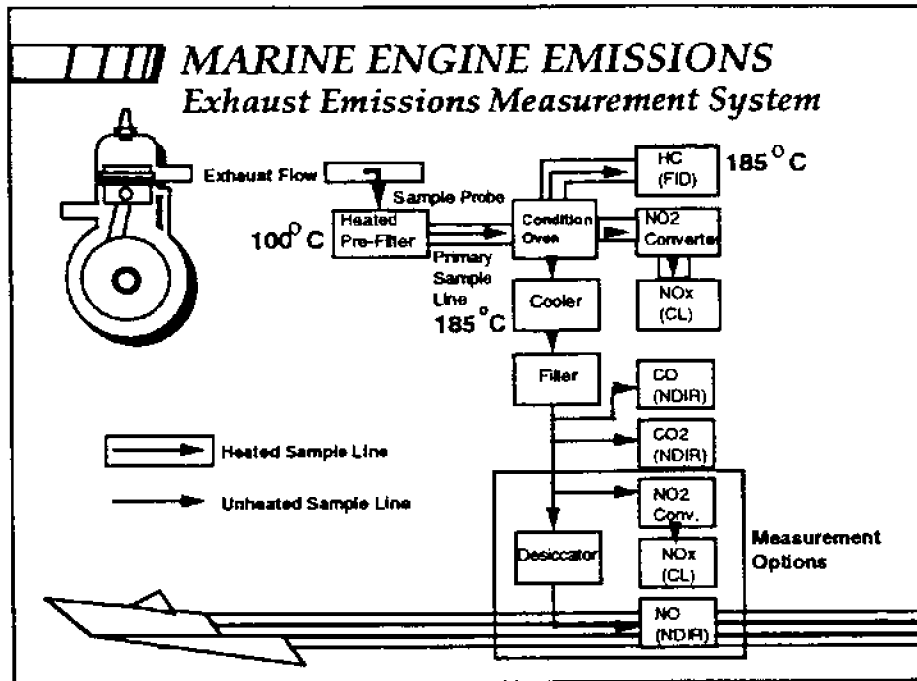 MARINE ENGINE EMISSIONS
Exhaust Emissions Measurement System
Exhaust Flow
Sample Probe
HC
(FID)
185°C
100°C
Heated
Pre-Filter
Condition
Oven
NO2
Converter
Primary
Sample
Line
185°C
Cooler
NOx
(CL)
Filter
CO
(NDIR)
CO2
(NDIR)
Heated Sample Line
Unheated Sample Line
NO2
Conv.
Desiccator
NOx
(CL)
Measurement
Options
NO
(NDIR)